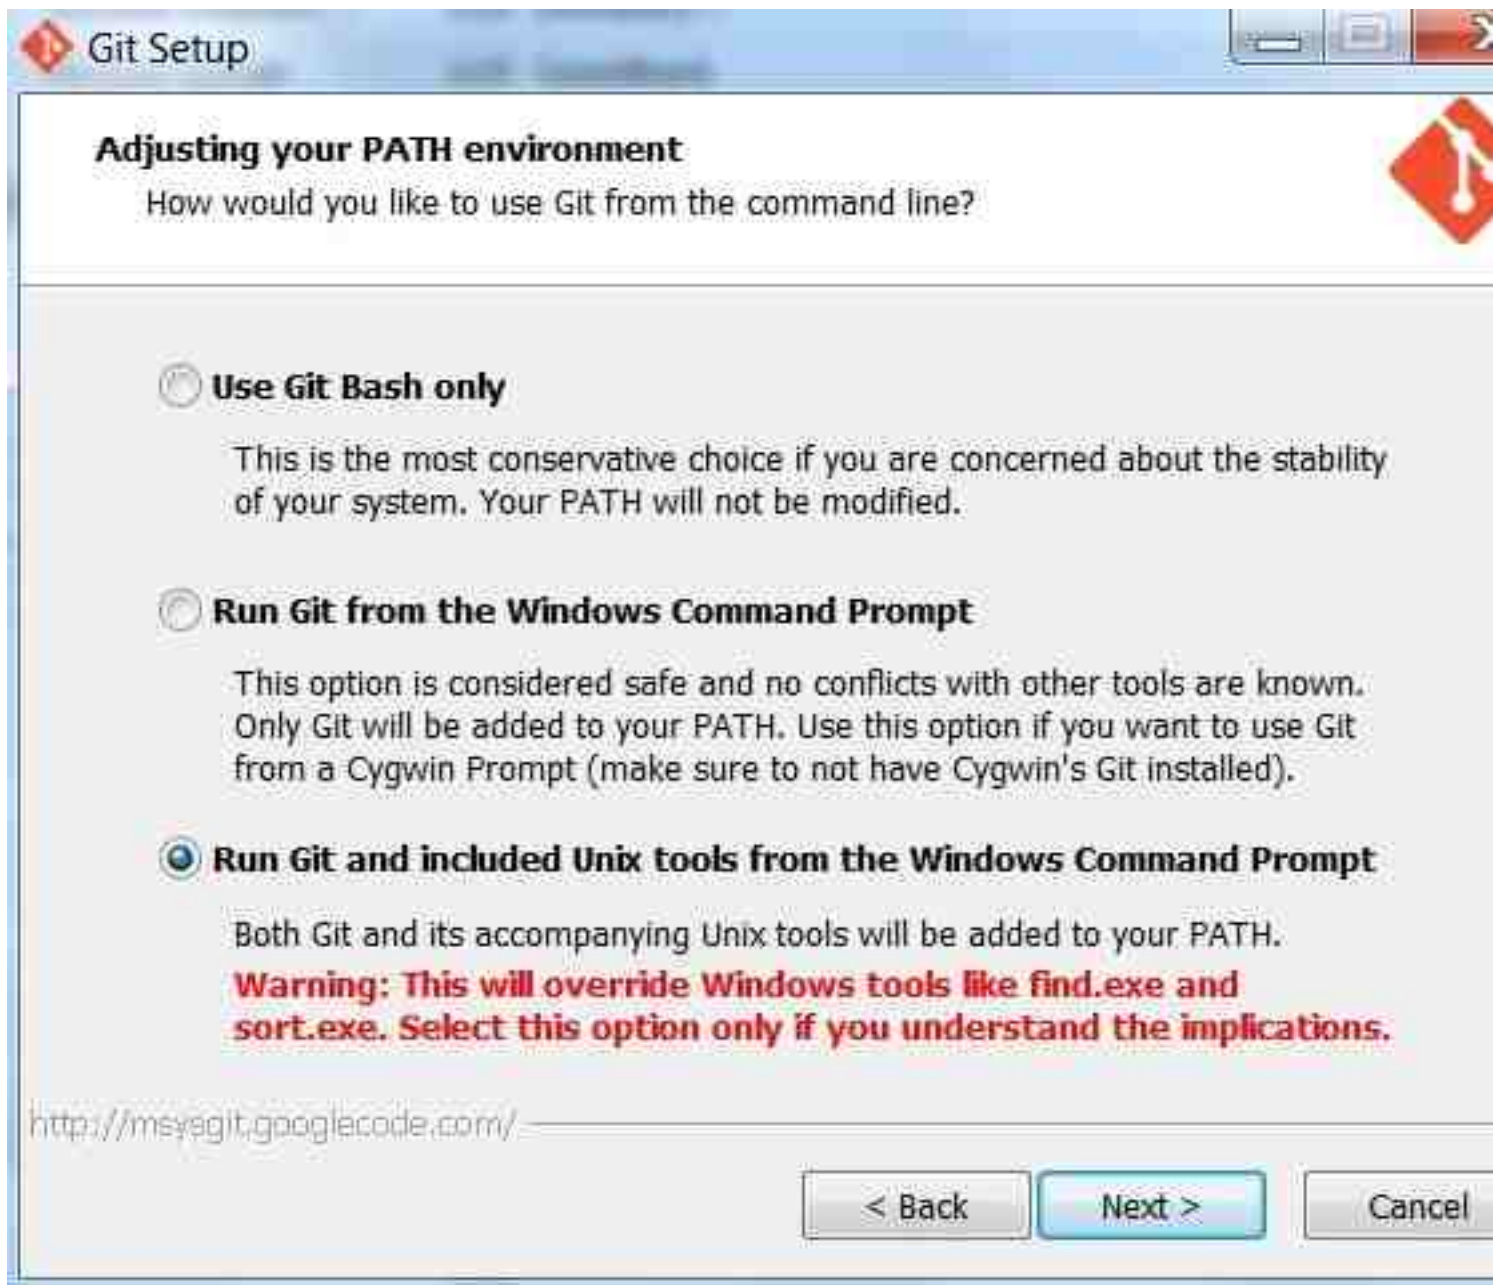 Git Setup
Adjusting your PATH environment
How would you like to use Git from the command line?
Use Git Bash only
This is the most conservative choice if you are concerned about the stability
of your system. Your PATH will not be modified.
Run Git from the Windows Command Prompt
This option is considered safe and no conflicts with other tools are known.
Only Git will be added to your PATH. Use this option if you want to use Git
from a Cygwin Prompt (make sure to not have Cygwin's Git installed).
Run Git and included Unix tools from the Windows Command Prompt
Both Git and its accompanying Unix tools will be added to your PATH.
Warning: This will override Windows tools like find.exe and
sort.exe. Select this option only if you understand the implications.
http://msysgit.googlecode.com/
< Back Next > Cancel